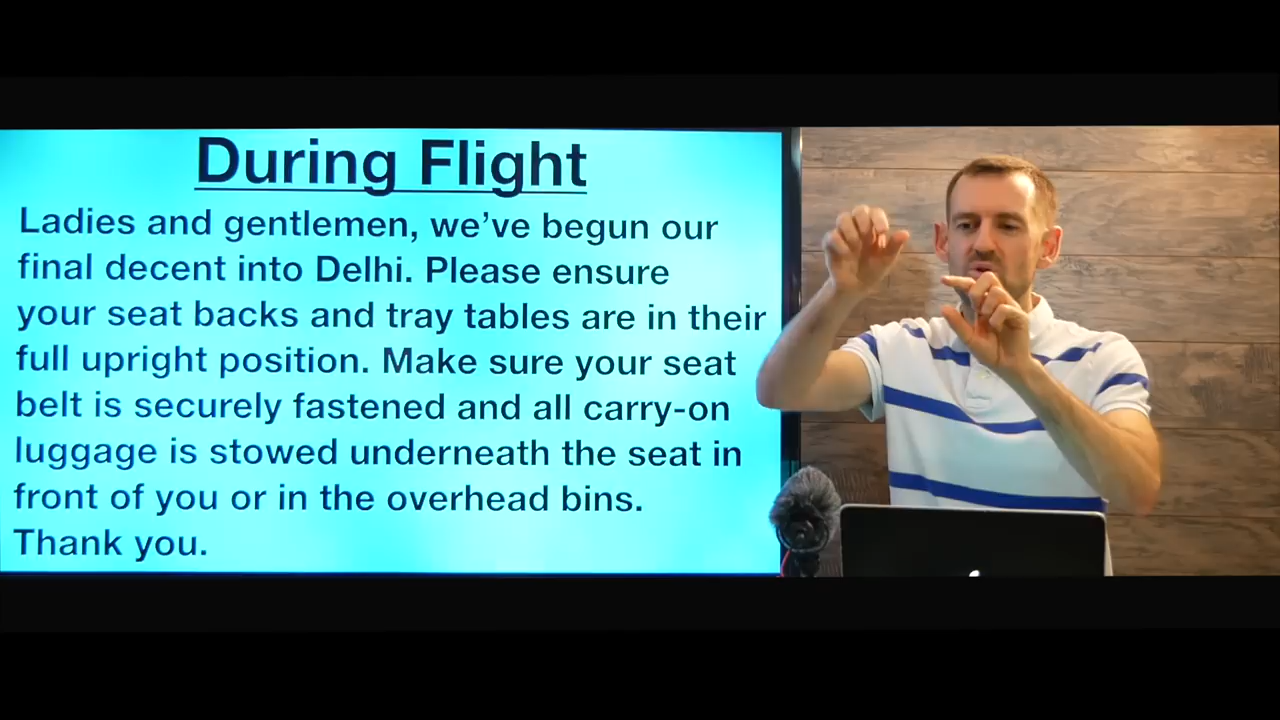 During Flight
Ladies and gentlemen, we've begun our
final decent into Delhi. Please ensure
your seat backs and tray tables are in their
full upright position. Make sure your seat
belt is securely fastened and all carry-on
luggage is stowed underneath the seat in
front of you or in the overhead bins.
Thank you.